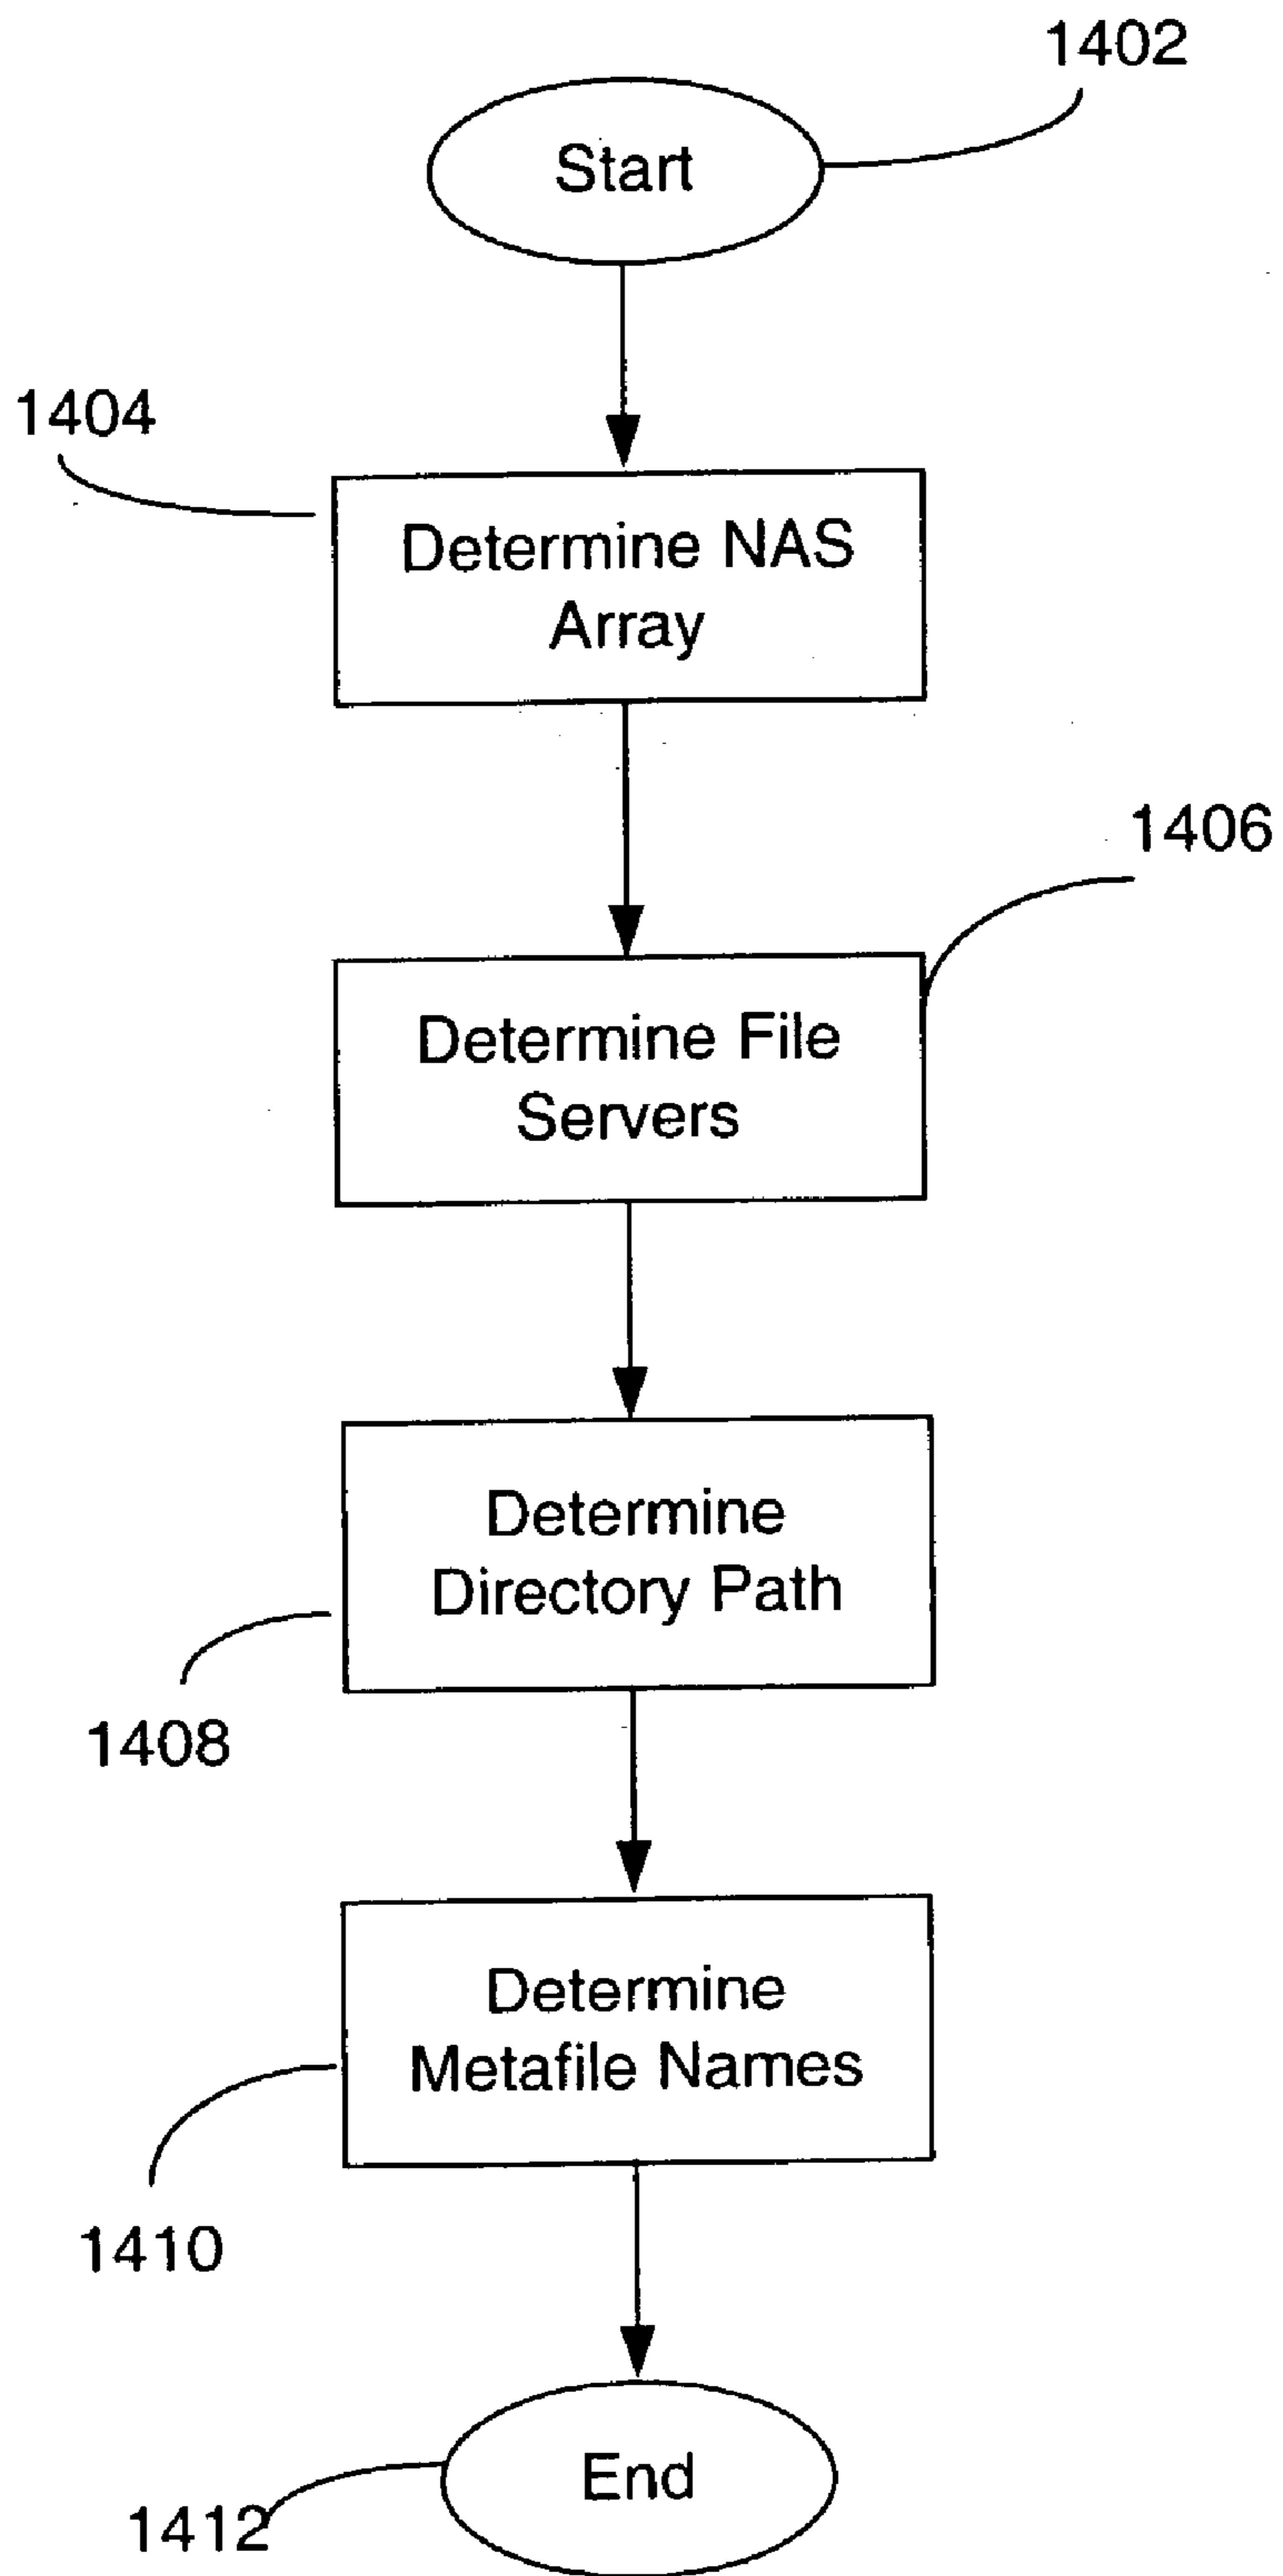 1402
Start
1404
Determine NAS
Array
1406
Determine File
Servers
Determine
Directory Path
1408
Determine
Metafile Names
1410
End
1412